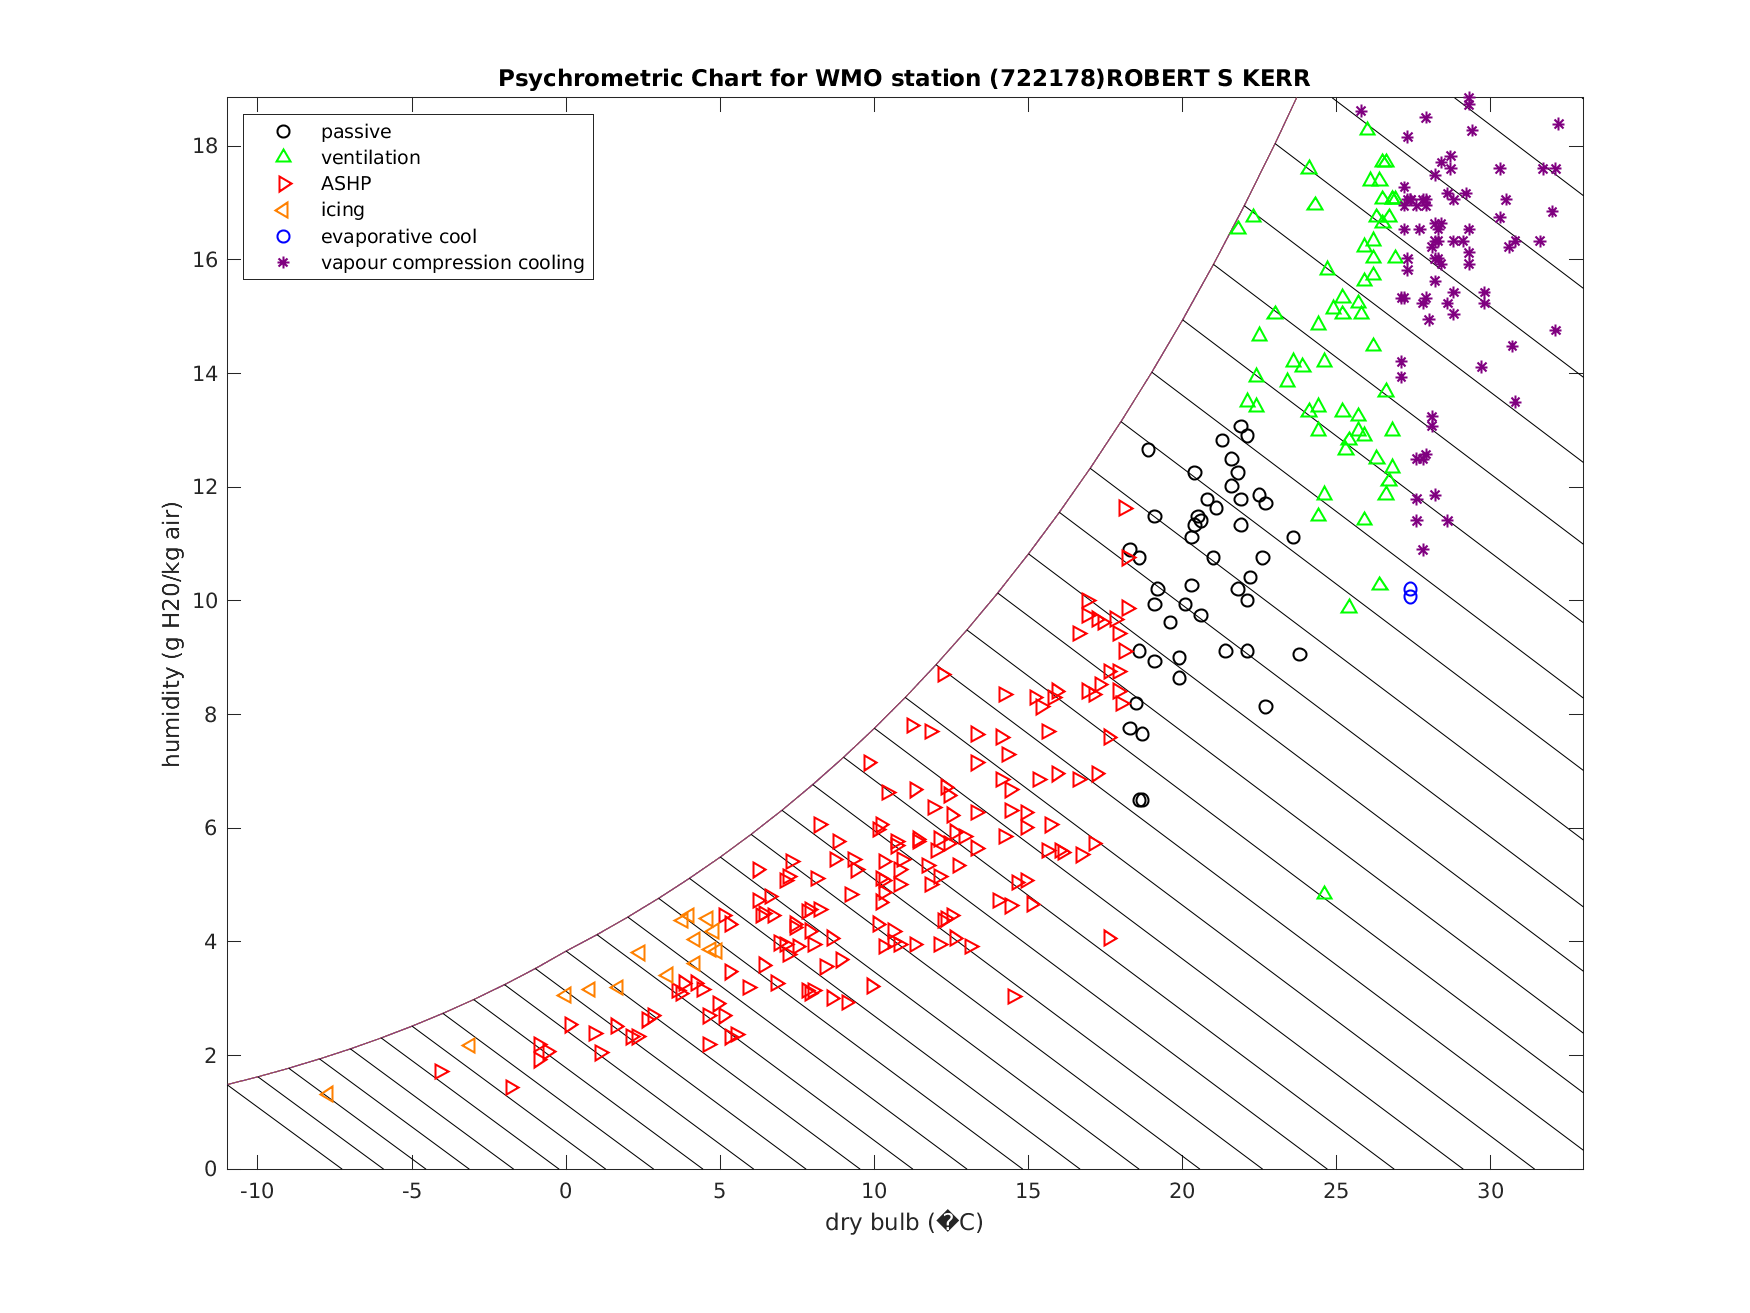 Psychrometric Chart for WMO station (722178)ROBERT S KERR
passive
ventilation
ASHP
icing
evaporative cool
vapour compression cooling
humidity (g H20/kg air)
18
16
14
12
10
8
6
4
2
0
-10 -5 0 5 10 15 20 25 30
dry bulb (�C)